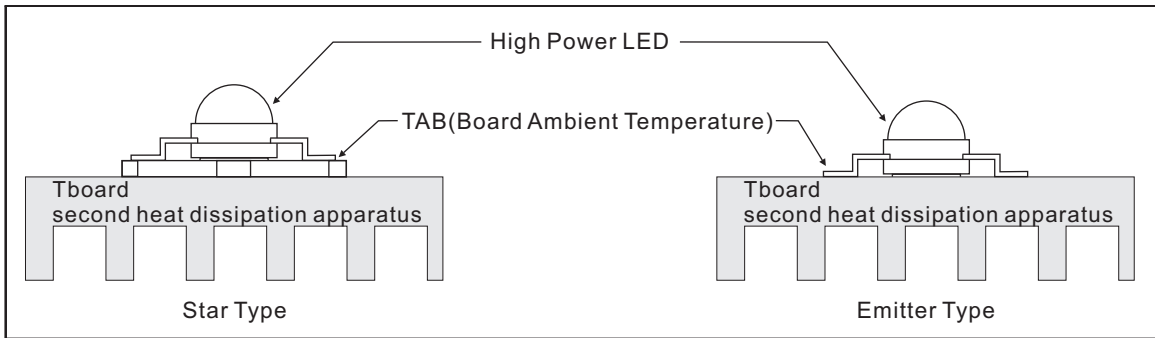 High Power LED
TAB(Board Ambient Temperature)
Tboard
second heat dissipation apparatus
Tboard
second heat dissipation apparatus
Star Type
Emitter Type